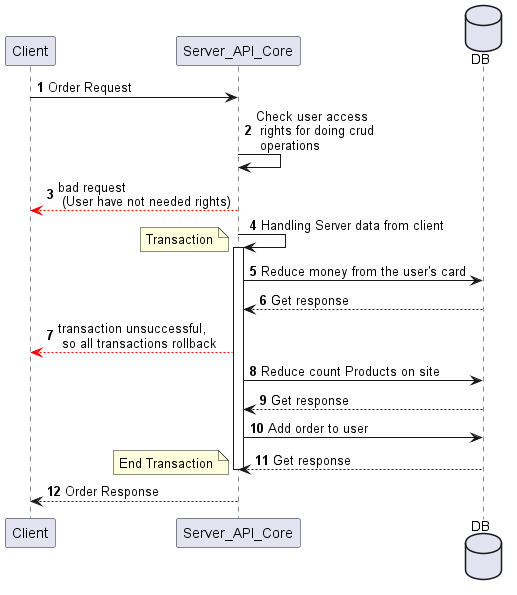 DB
Client
Server_API_Core
1 Order Request
Check user access
2 rights for doing crud
operations
bad request
3 (User have not needed rights)
4 Handling Server data from client
Transaction
5 Reduce money from the user's card
6 Get response
transaction unsuccessful,
7 so all transactions rollback
8 Reduce count Products on site
9 Get response
10 Add order to user
End Transaction
11 Get response
12 Order Response
Client
Server_API_Core
DB